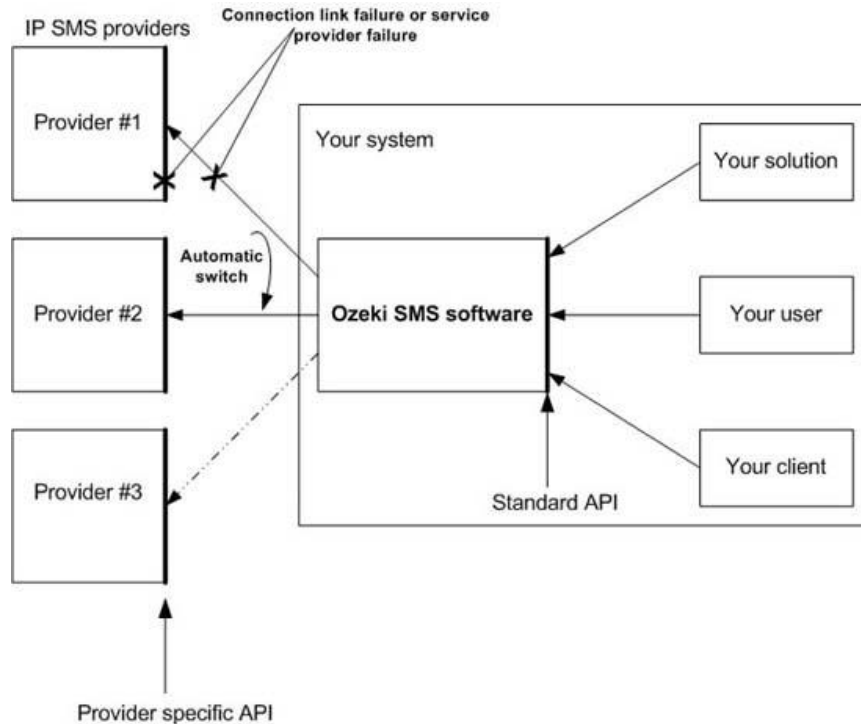 Connection link failure or service
provider failure
IP SMS providers
Provider #1
Your system
Your solution
Automatic
switch
Provider #2
Ozeki SMS software
Your user
Provider #3
Your client
Standard API
Provider specific API